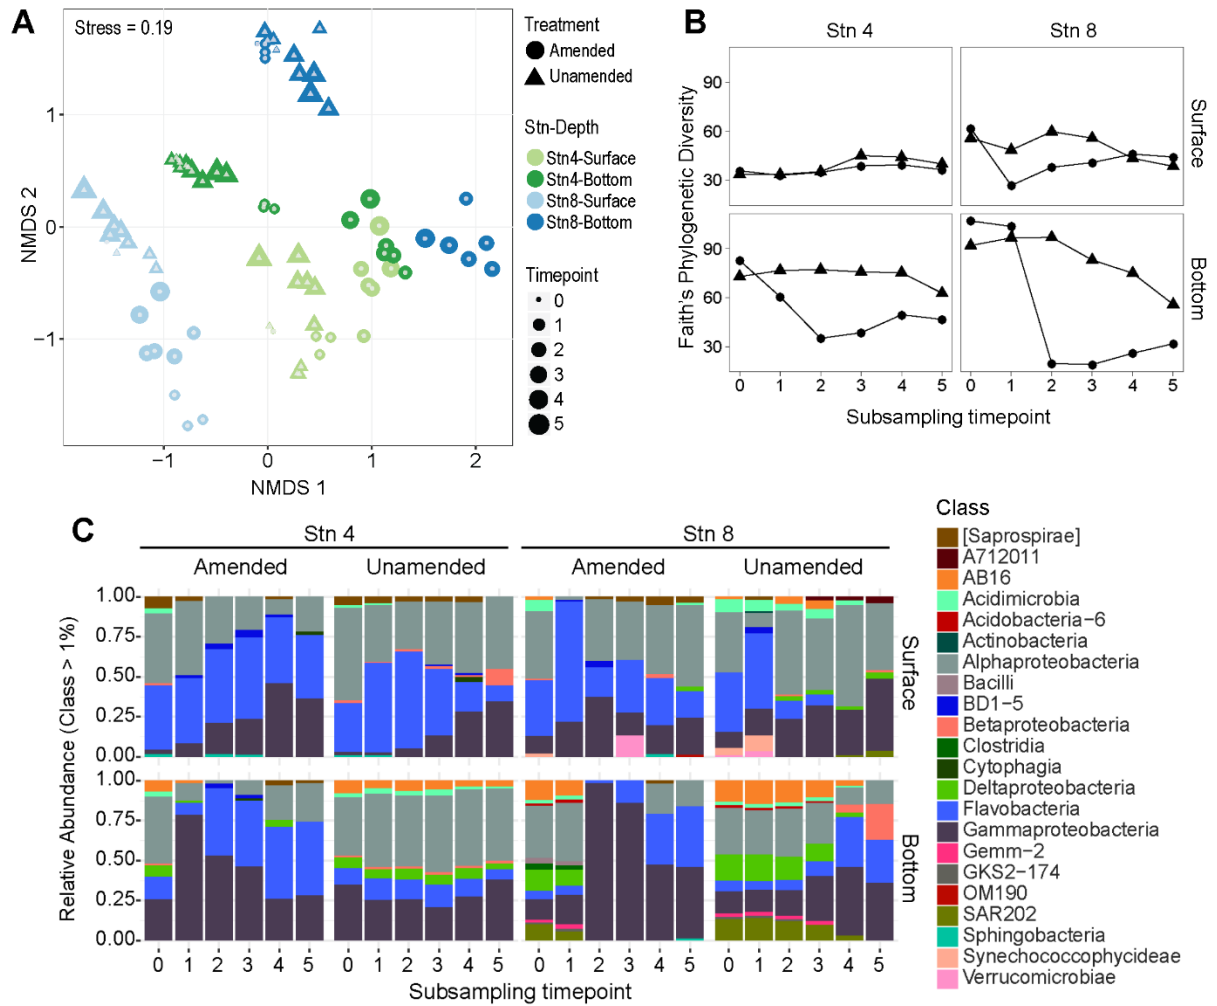 A
Stress = 0.19
NMDS 2
1
0
−1
−1
0
1
2
NMDS 1
Treatment
Amended
Unamended
Stn-Depth
Stn4-Surface
Stn4-Bottom
Stn8-Surface
Stn8-Bottom
Timepoint
0
1
2
3
4
5
B
Stn 4
Stn 8
Faith's Phylogenetic Diversity
90
60
30
Surface
90
60
30
Bottom
0 1 2 3 4 5
0 1 2 3 4 5
Subsampling timepoint
C
Stn 4
Stn 8
Amended
Unamended
Amended
Unamended
Relative Abundance (Class > 1%)
1.00
0.75
0.50
0.25
0.00
Surface
1.00
0.75
0.50
0.25
0.00
Bottom
0 1 2 3 4 5
0 1 2 3 4 5
0 1 2 3 4 5
0 1 2 3 4 5
Subsampling timepoint
Class
[Saprospirae]
A712011
AB16
Acidimicrobia
Acidobacteria−6
Actinobacteria
Alphaproteobacteria
Bacilli
BD1−5
Betaproteobacteria
Clostridia
Cytophagia
Deltaproteobacteria
Flavobacteria
Gammaproteobacteria
Gemm−2
GKS2−174
OM190
SAR202
Sphingobacteria
Synechococcophycideae
Verrucomicrobiae